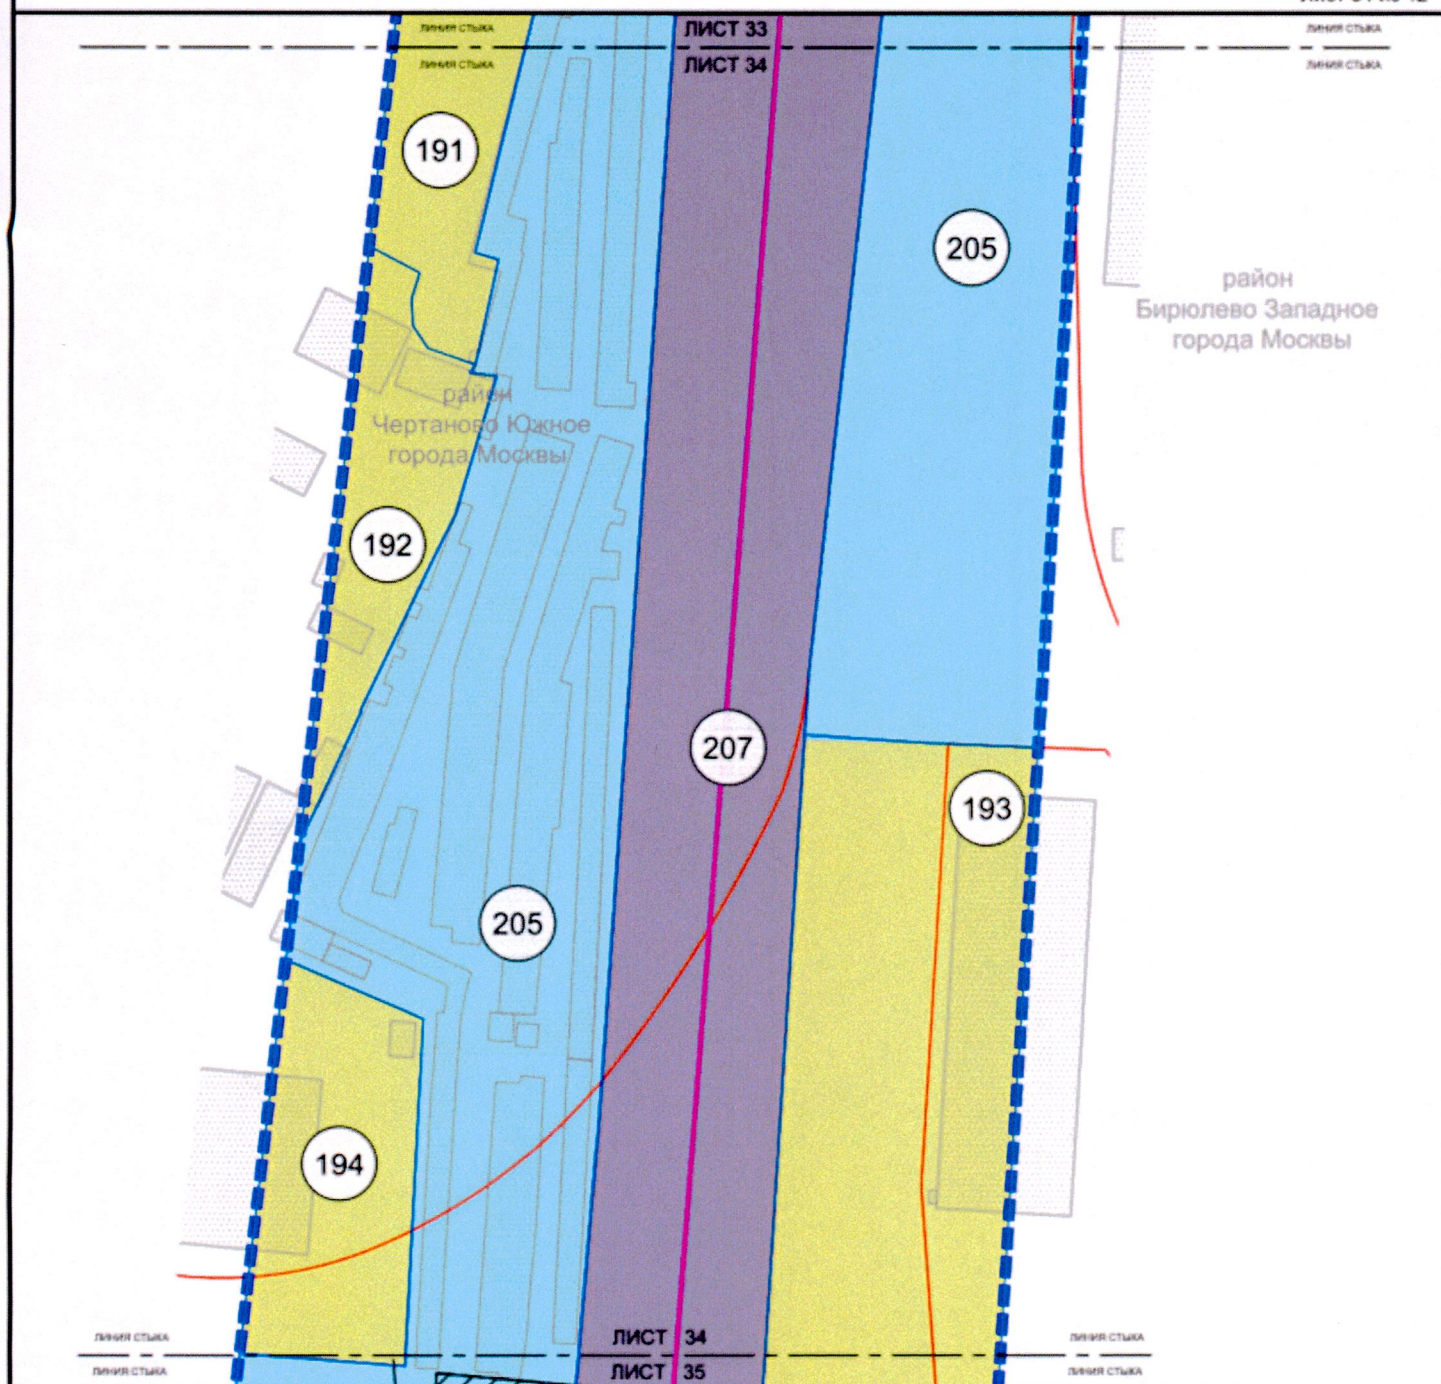 ЛИНИЯ СТЫКА
ЛИСТ 33
ЛИНИЯ СТЫКА
ЛИНИЯ СТЫКА
ЛИСТ 34
ЛИНИЯ СТЫКА
191
205
район
Бирюлево Западное
города Москвы
район
Чертаново Южное
города Москвы
192
207
193
205
194
ЛИНИЯ СТЫКА
ЛИСТ 34
ЛИНИЯ СТЫКА
ЛИНИЯ СТЫКА
ЛИСТ 35
ЛИНИЯ СТЫКА